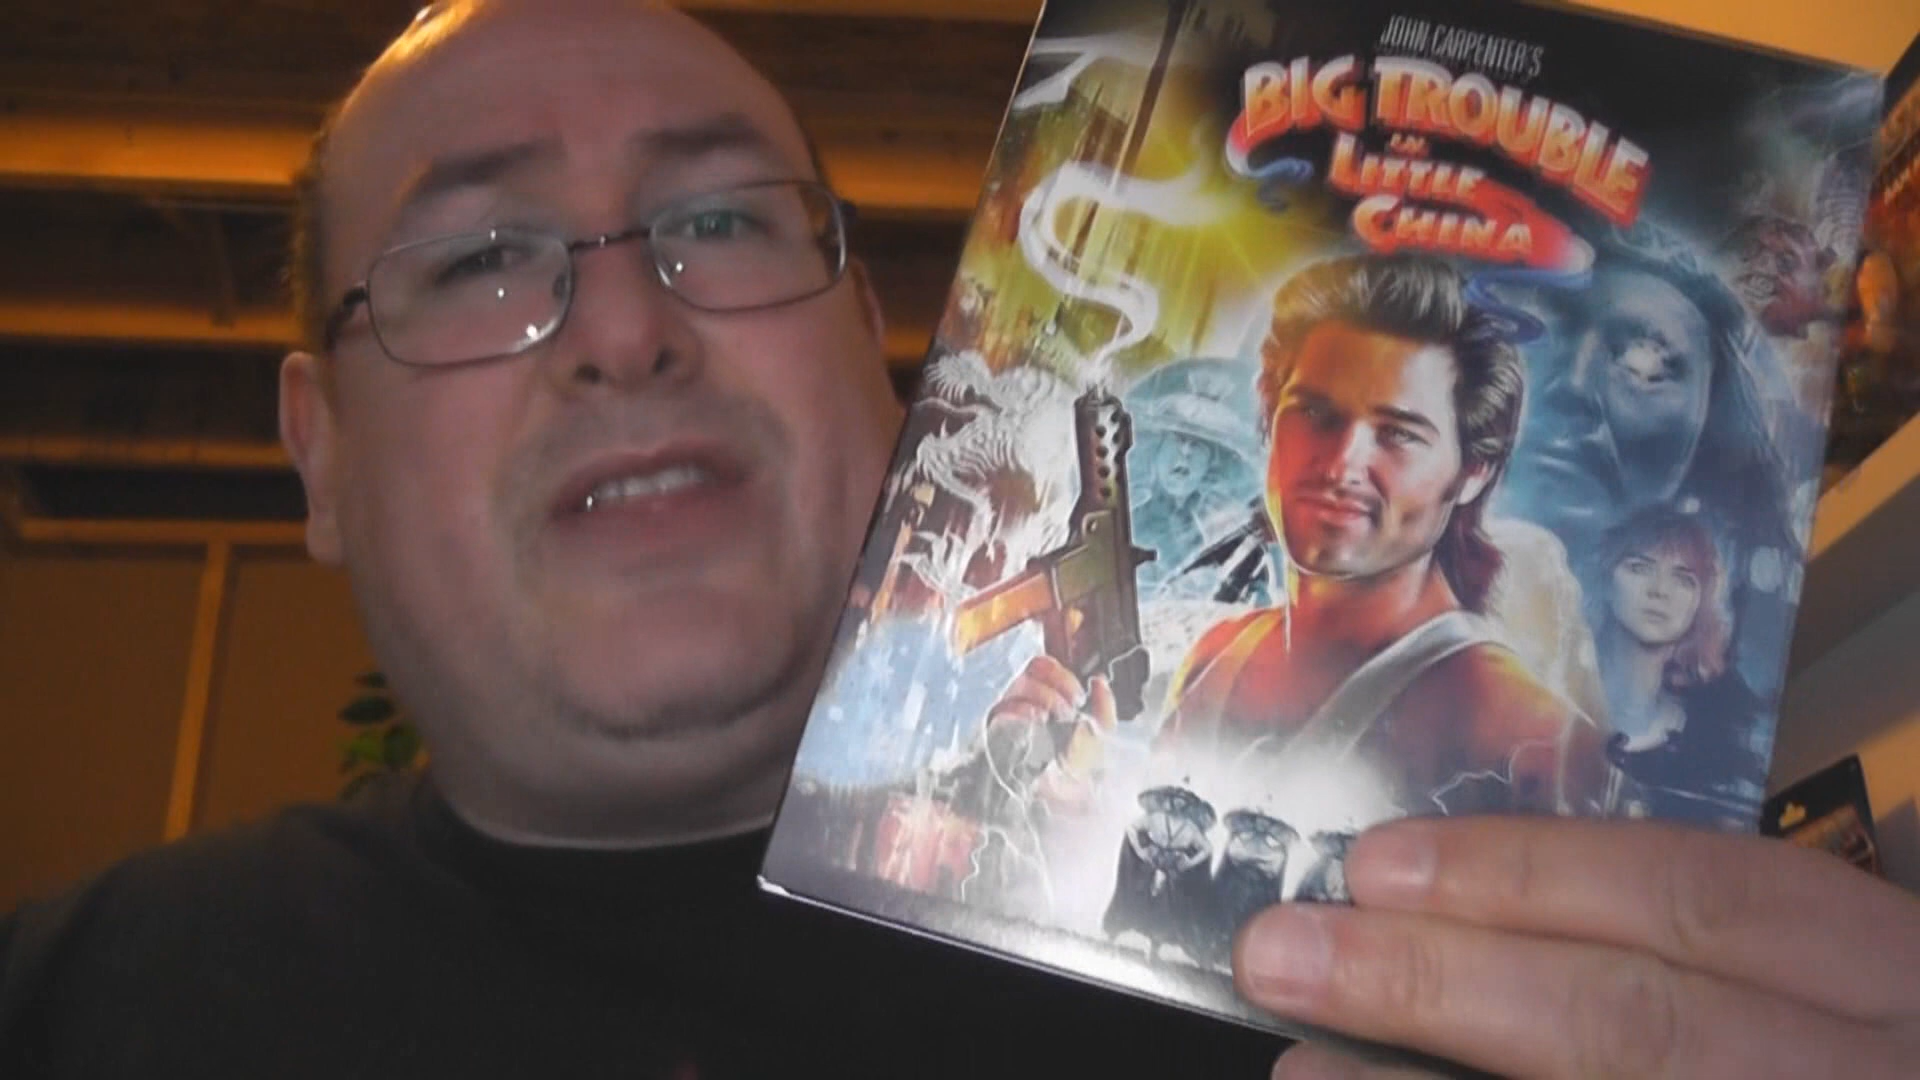 JOHN CARPENTER'S
BIG TROUBLE
IN
LITTLE
CHINA